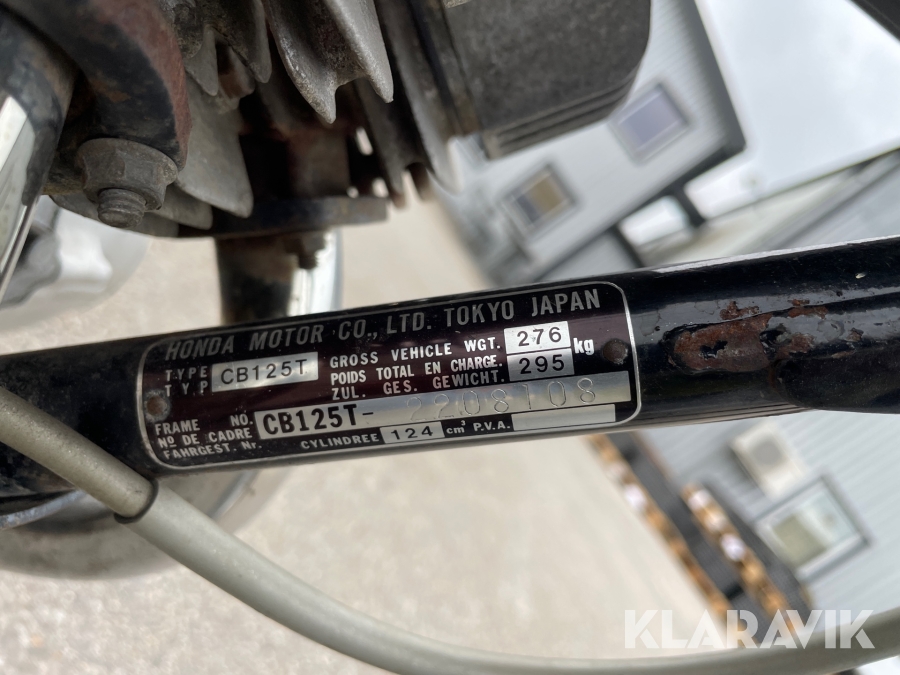 HONDA MOTOR CO., LTD. TOKYO JAPAN
TYPE
TYP
CB125T
GROSS VEHICLE WGT.
POIDS TOTAL EN CHARGE.
ZUL. GES. GEWICHT.
276
295
kg
FRAME NO.
Nº DE CADRE
FAHRGEST. Nr.
CB125T-2208108
CYLINDREE 124 cm³ P.V.A.
KLARAVIK